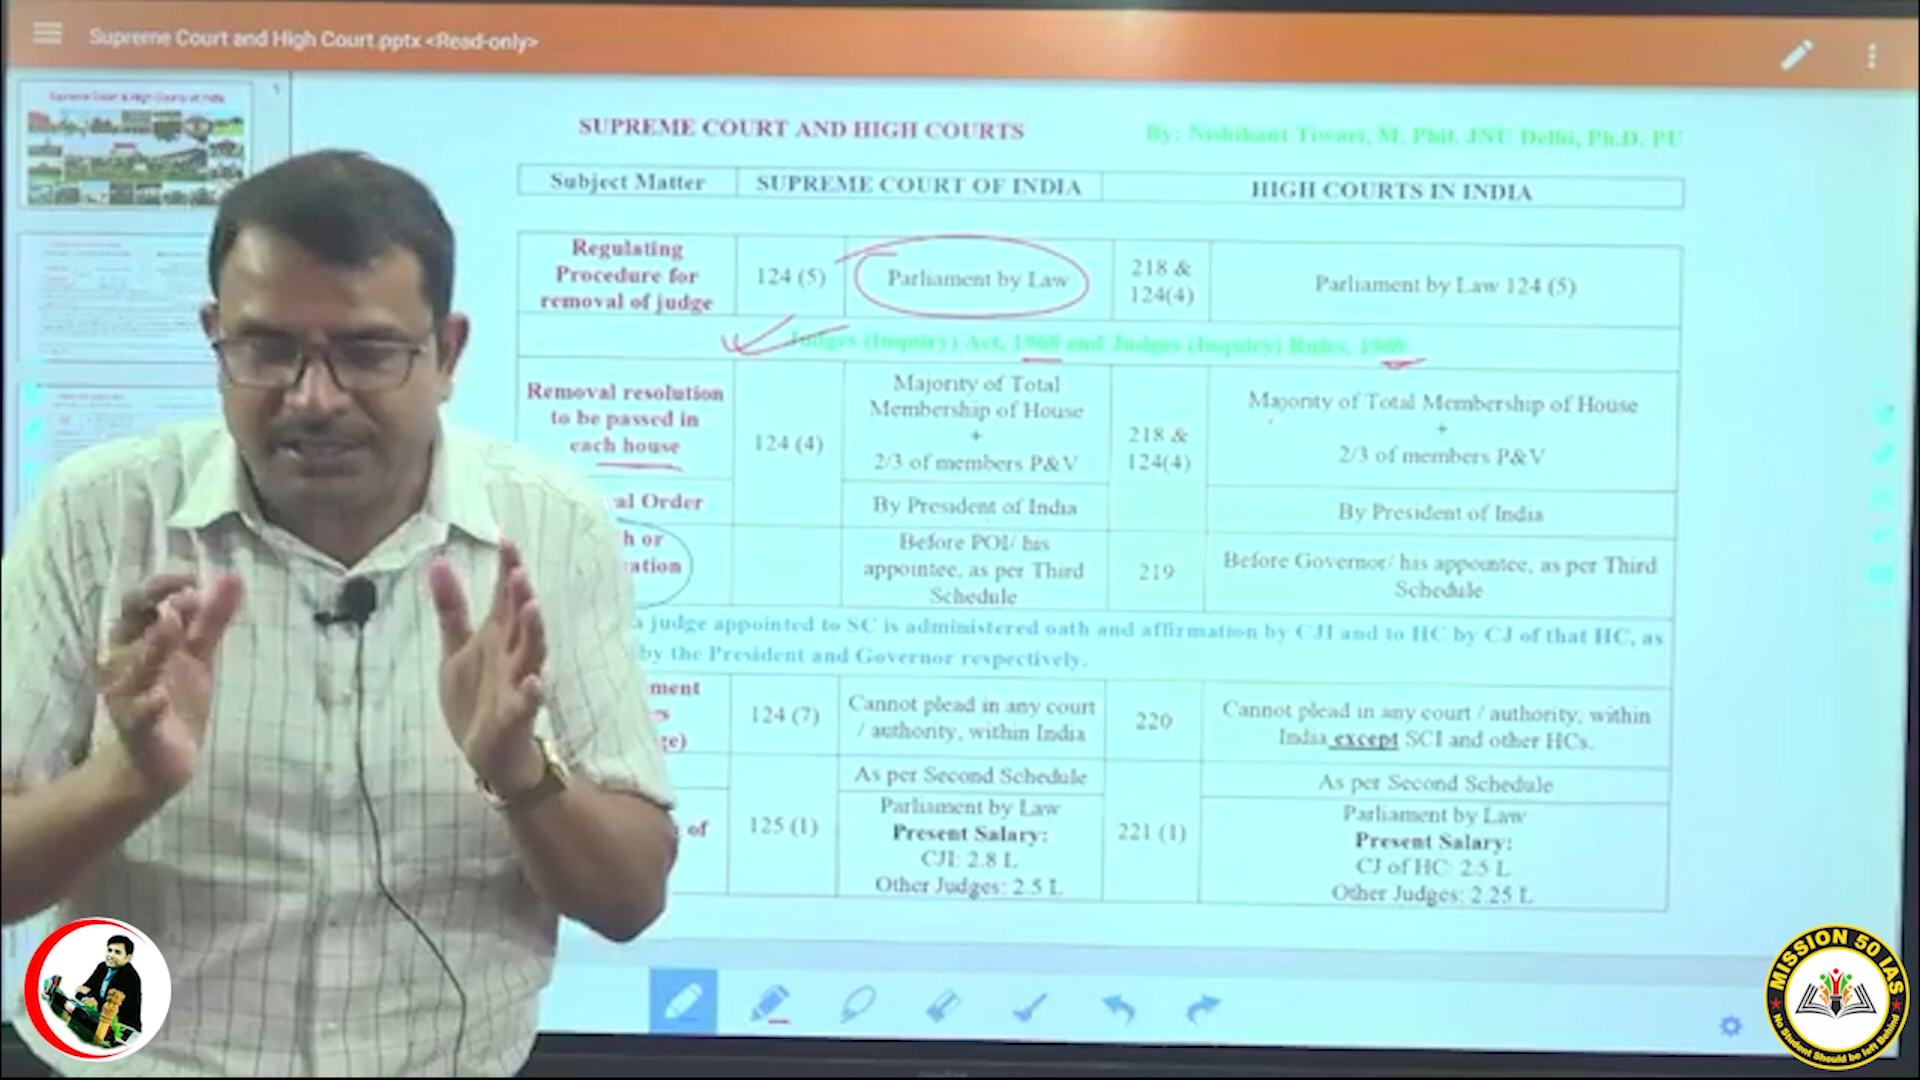 Supreme Court and High Court.pptx <Read-only>
SUPREME COURT AND HIGH COURTS
By: Nishikant Tiwari, M. Phil. JNU Delhi, Ph.D. PU
Subject Matter
SUPREME COURT OF INDIA
HIGH COURTS IN INDIA
Regulating
Procedure for
removal of judge
124 (5)
Parliament by Law
218 &
124(4)
Parliament by Law 124 (5)
Judges (Inquiry) Act, 1968 and Judges (Inquiry) Rules, 1969
Removal resolution
to be passed in
each house
124 (4)
Majority of Total
Membership of House
+
2/3 of members P&V
218 &
124(4)
Majority of Total Membership of House
+
2/3 of members P&V
al Order
By President of India
By President of India
h or
ation
Before POI/ his
appointee, as per Third
Schedule
219
Before Governor/ his appointee, as per Third
Schedule
a judge appointed to SC is administered oath and affirmation by CJI and to HC by CJ of that HC, as
by the President and Governor respectively.
ment
124 (7)
Cannot plead in any court
/ authority, within India
220
Cannot plead in any court / authority, within
India except SCI and other HCs.
of
125 (1)
As per Second Schedule
Parliament by Law
Present Salary:
CJI: 2.8 L
Other Judges: 2.5 L
221 (1)
As per Second Schedule
Parliament by Law
Present Salary:
CJ of HC: 2.5 L
Other Judges: 2.25 L
MISSION 50 IAS
No Student Should be left Behind